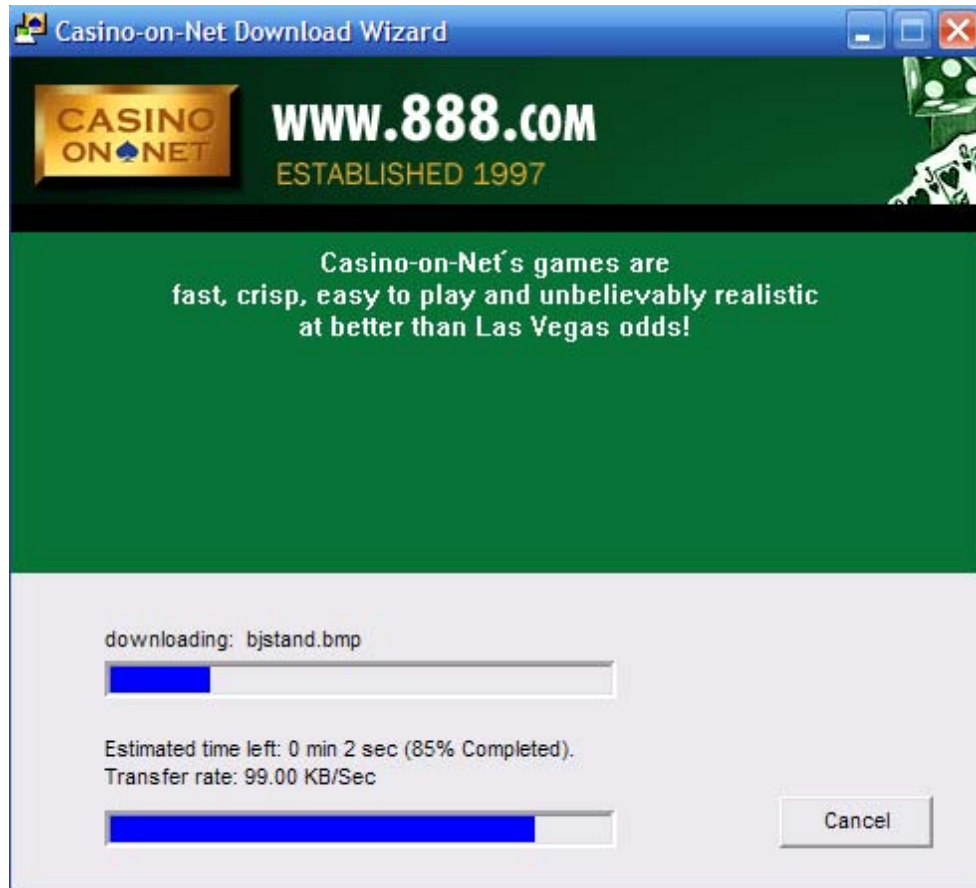 Casino-on-Net Download Wizard
CASINO
ON NET
www.888.com
ESTABLISHED 1997
Casino-on-Net´s games are
fast, crisp, easy to play and unbelievably realistic
at better than Las Vegas odds!
downloading: bjstand.bmp
Estimated time left: 0 min 2 sec (85% Completed).
Transfer rate: 99.00 KB/Sec
Cancel